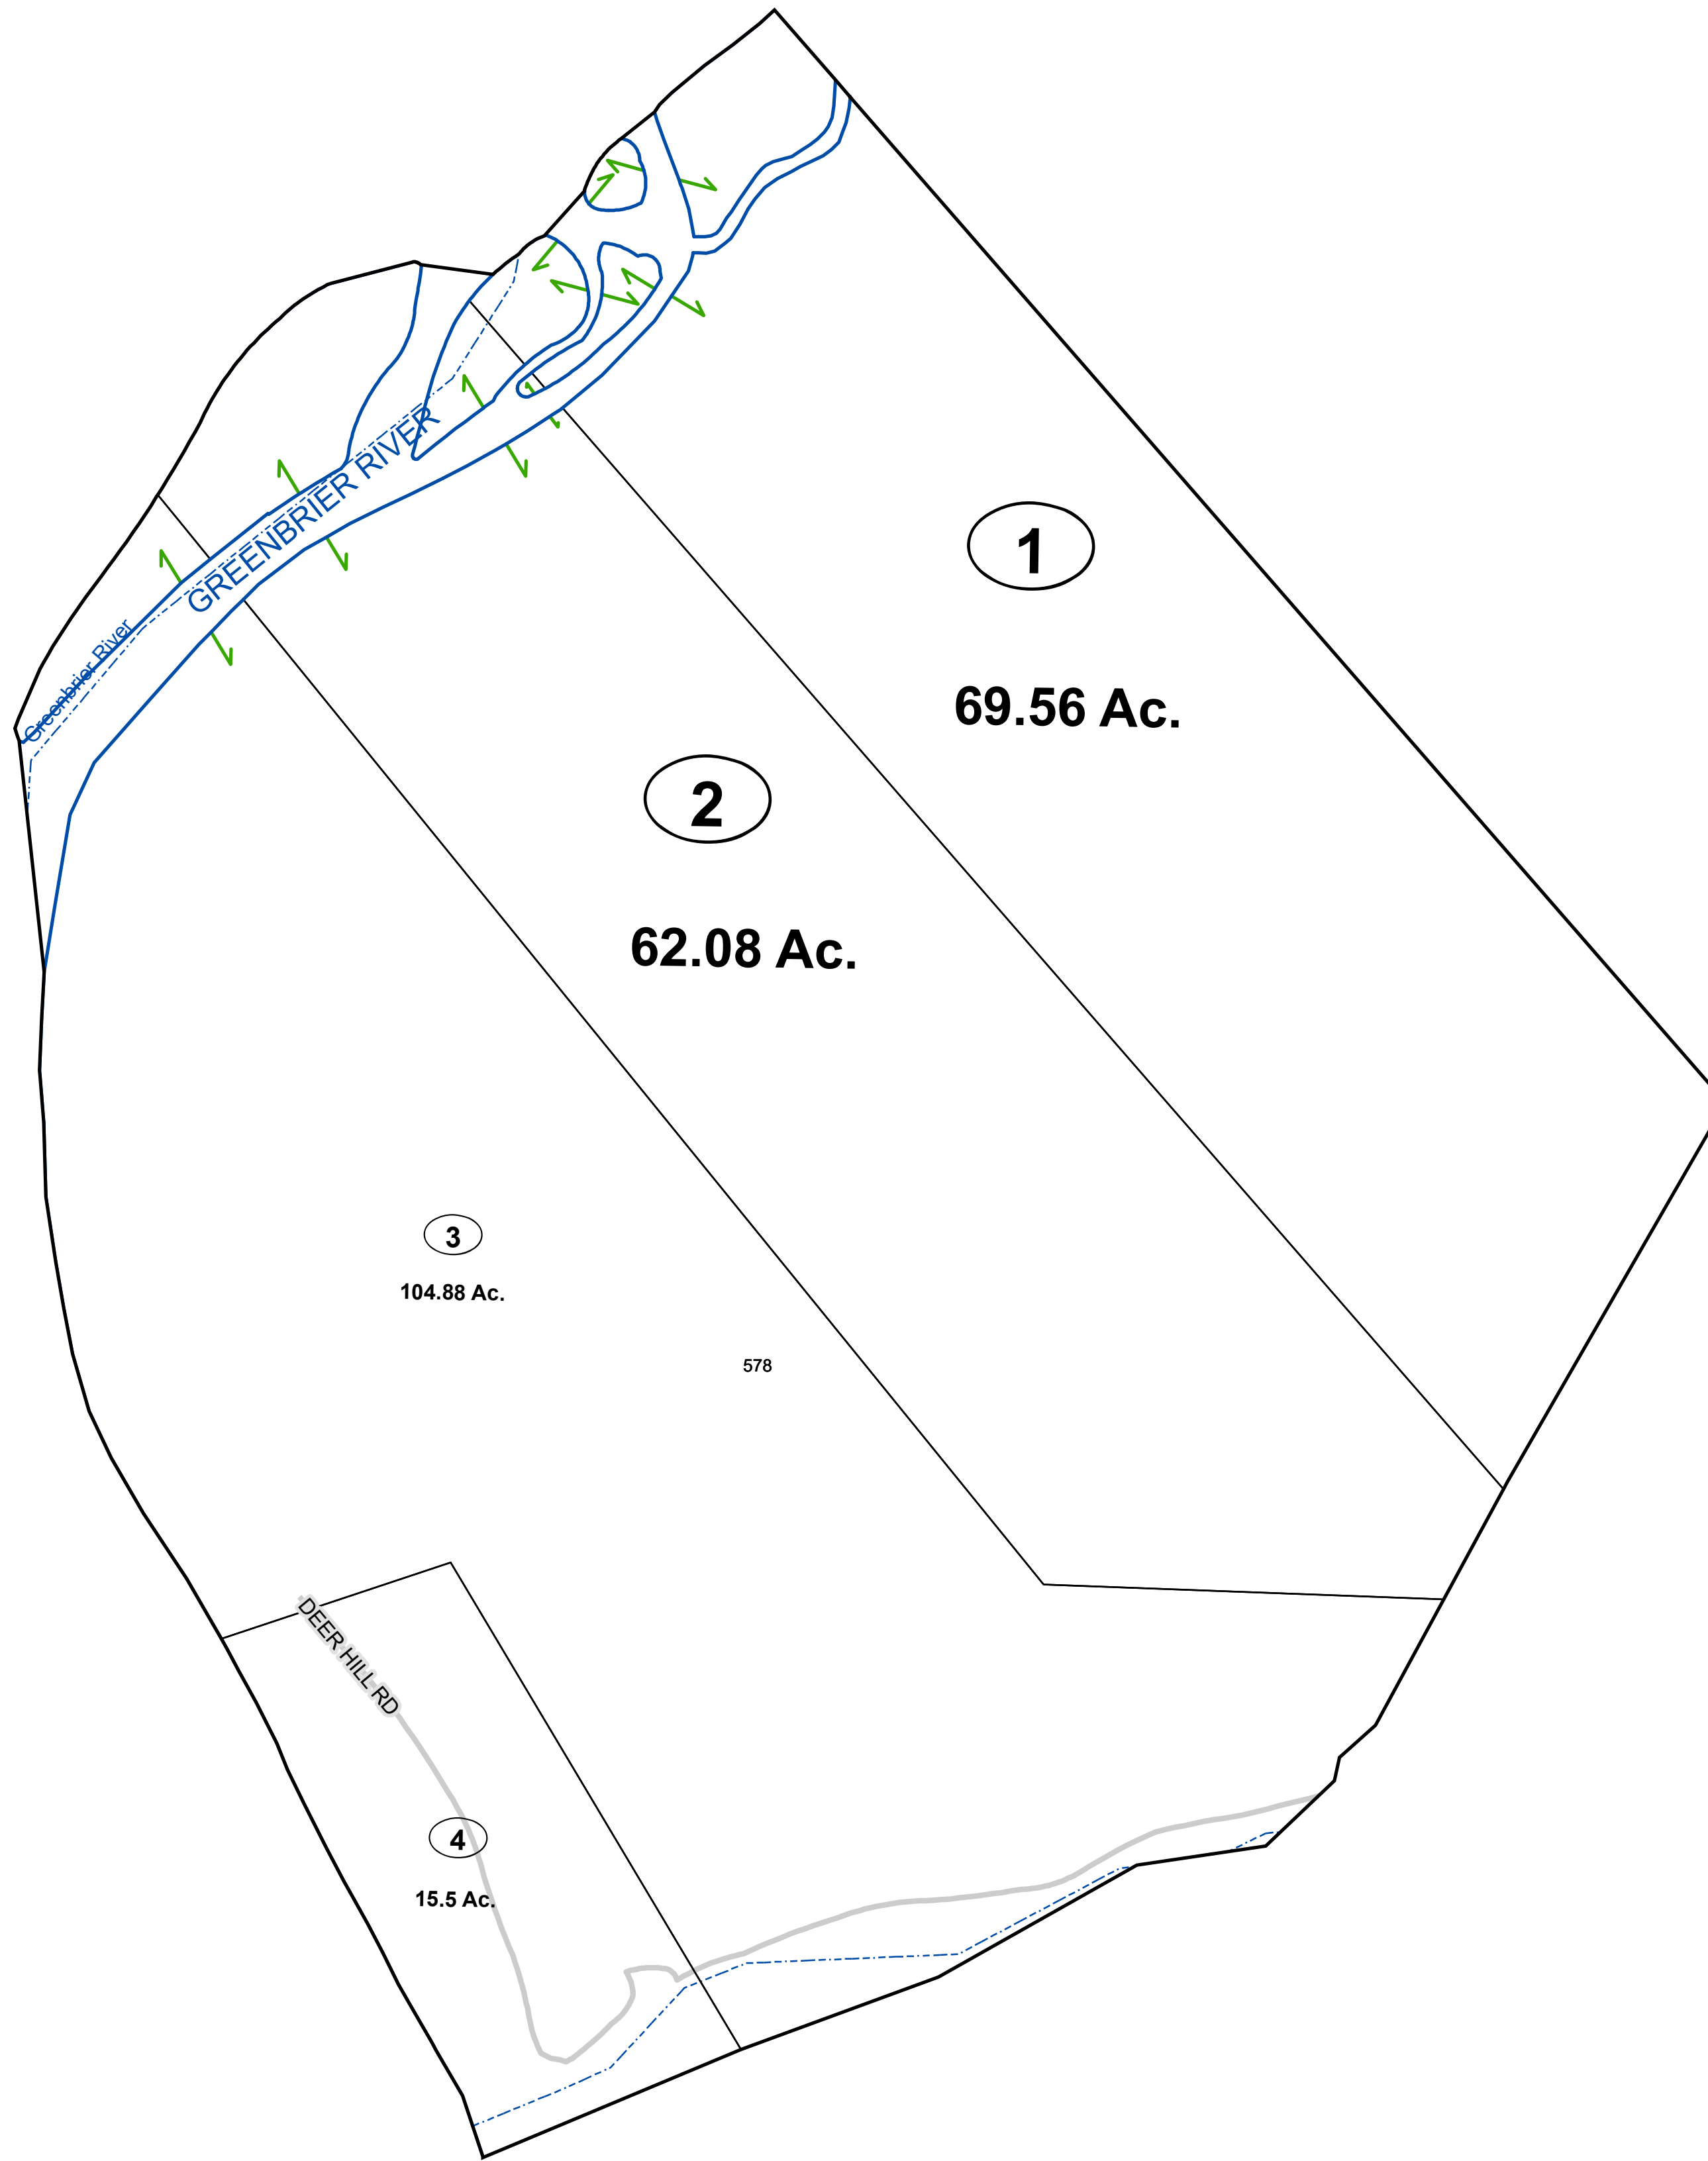 GREENBRIER RIVER
1
Greenbrier River
69.56 Ac.
2
62.08 Ac.
3
104.88 Ac.
578
DEER HILL RD
4
15.5 Ac.